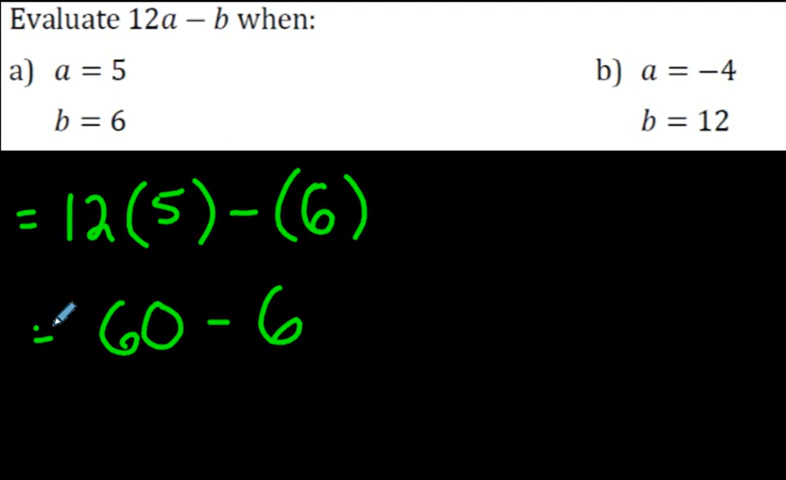 Evaluate 12a − b when:
a) a = 5 b) a = −4
b = 6 b = 12
= 12(5) - (6)
= 60 - 6